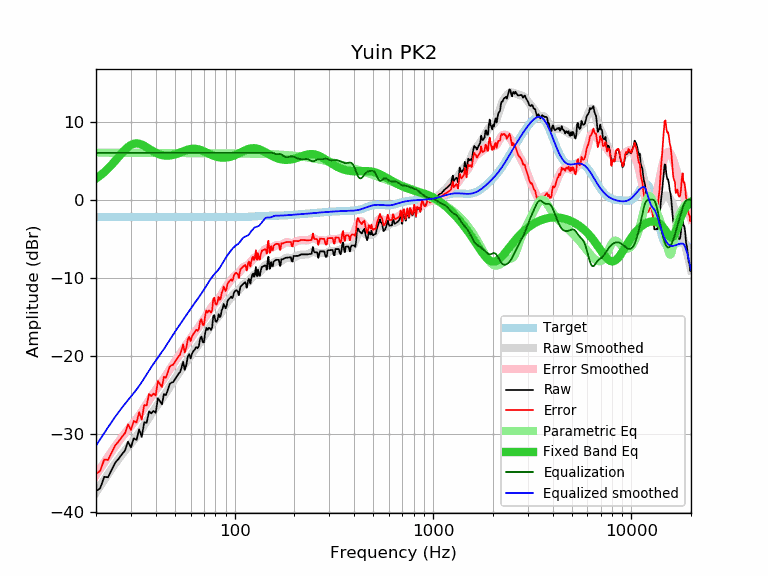 Yuin PK2
Amplitude (dBr)
10
0
−10
−20
−30
−40
100
1000
10000
Frequency (Hz)
Target
Raw Smoothed
Error Smoothed
Raw
Error
Parametric Eq
Fixed Band Eq
Equalization
Equalized smoothed